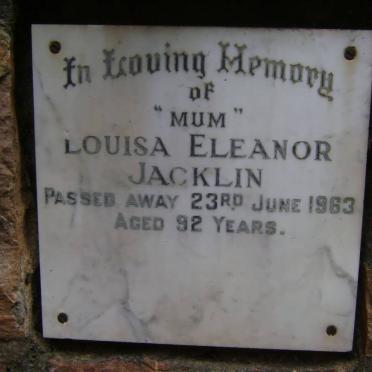 In Loving Memory
of
"MUM"
LOUISA ELEANOR
JACKLIN
PASSED AWAY 23RD JUNE 1963
AGED 92 YEARS.